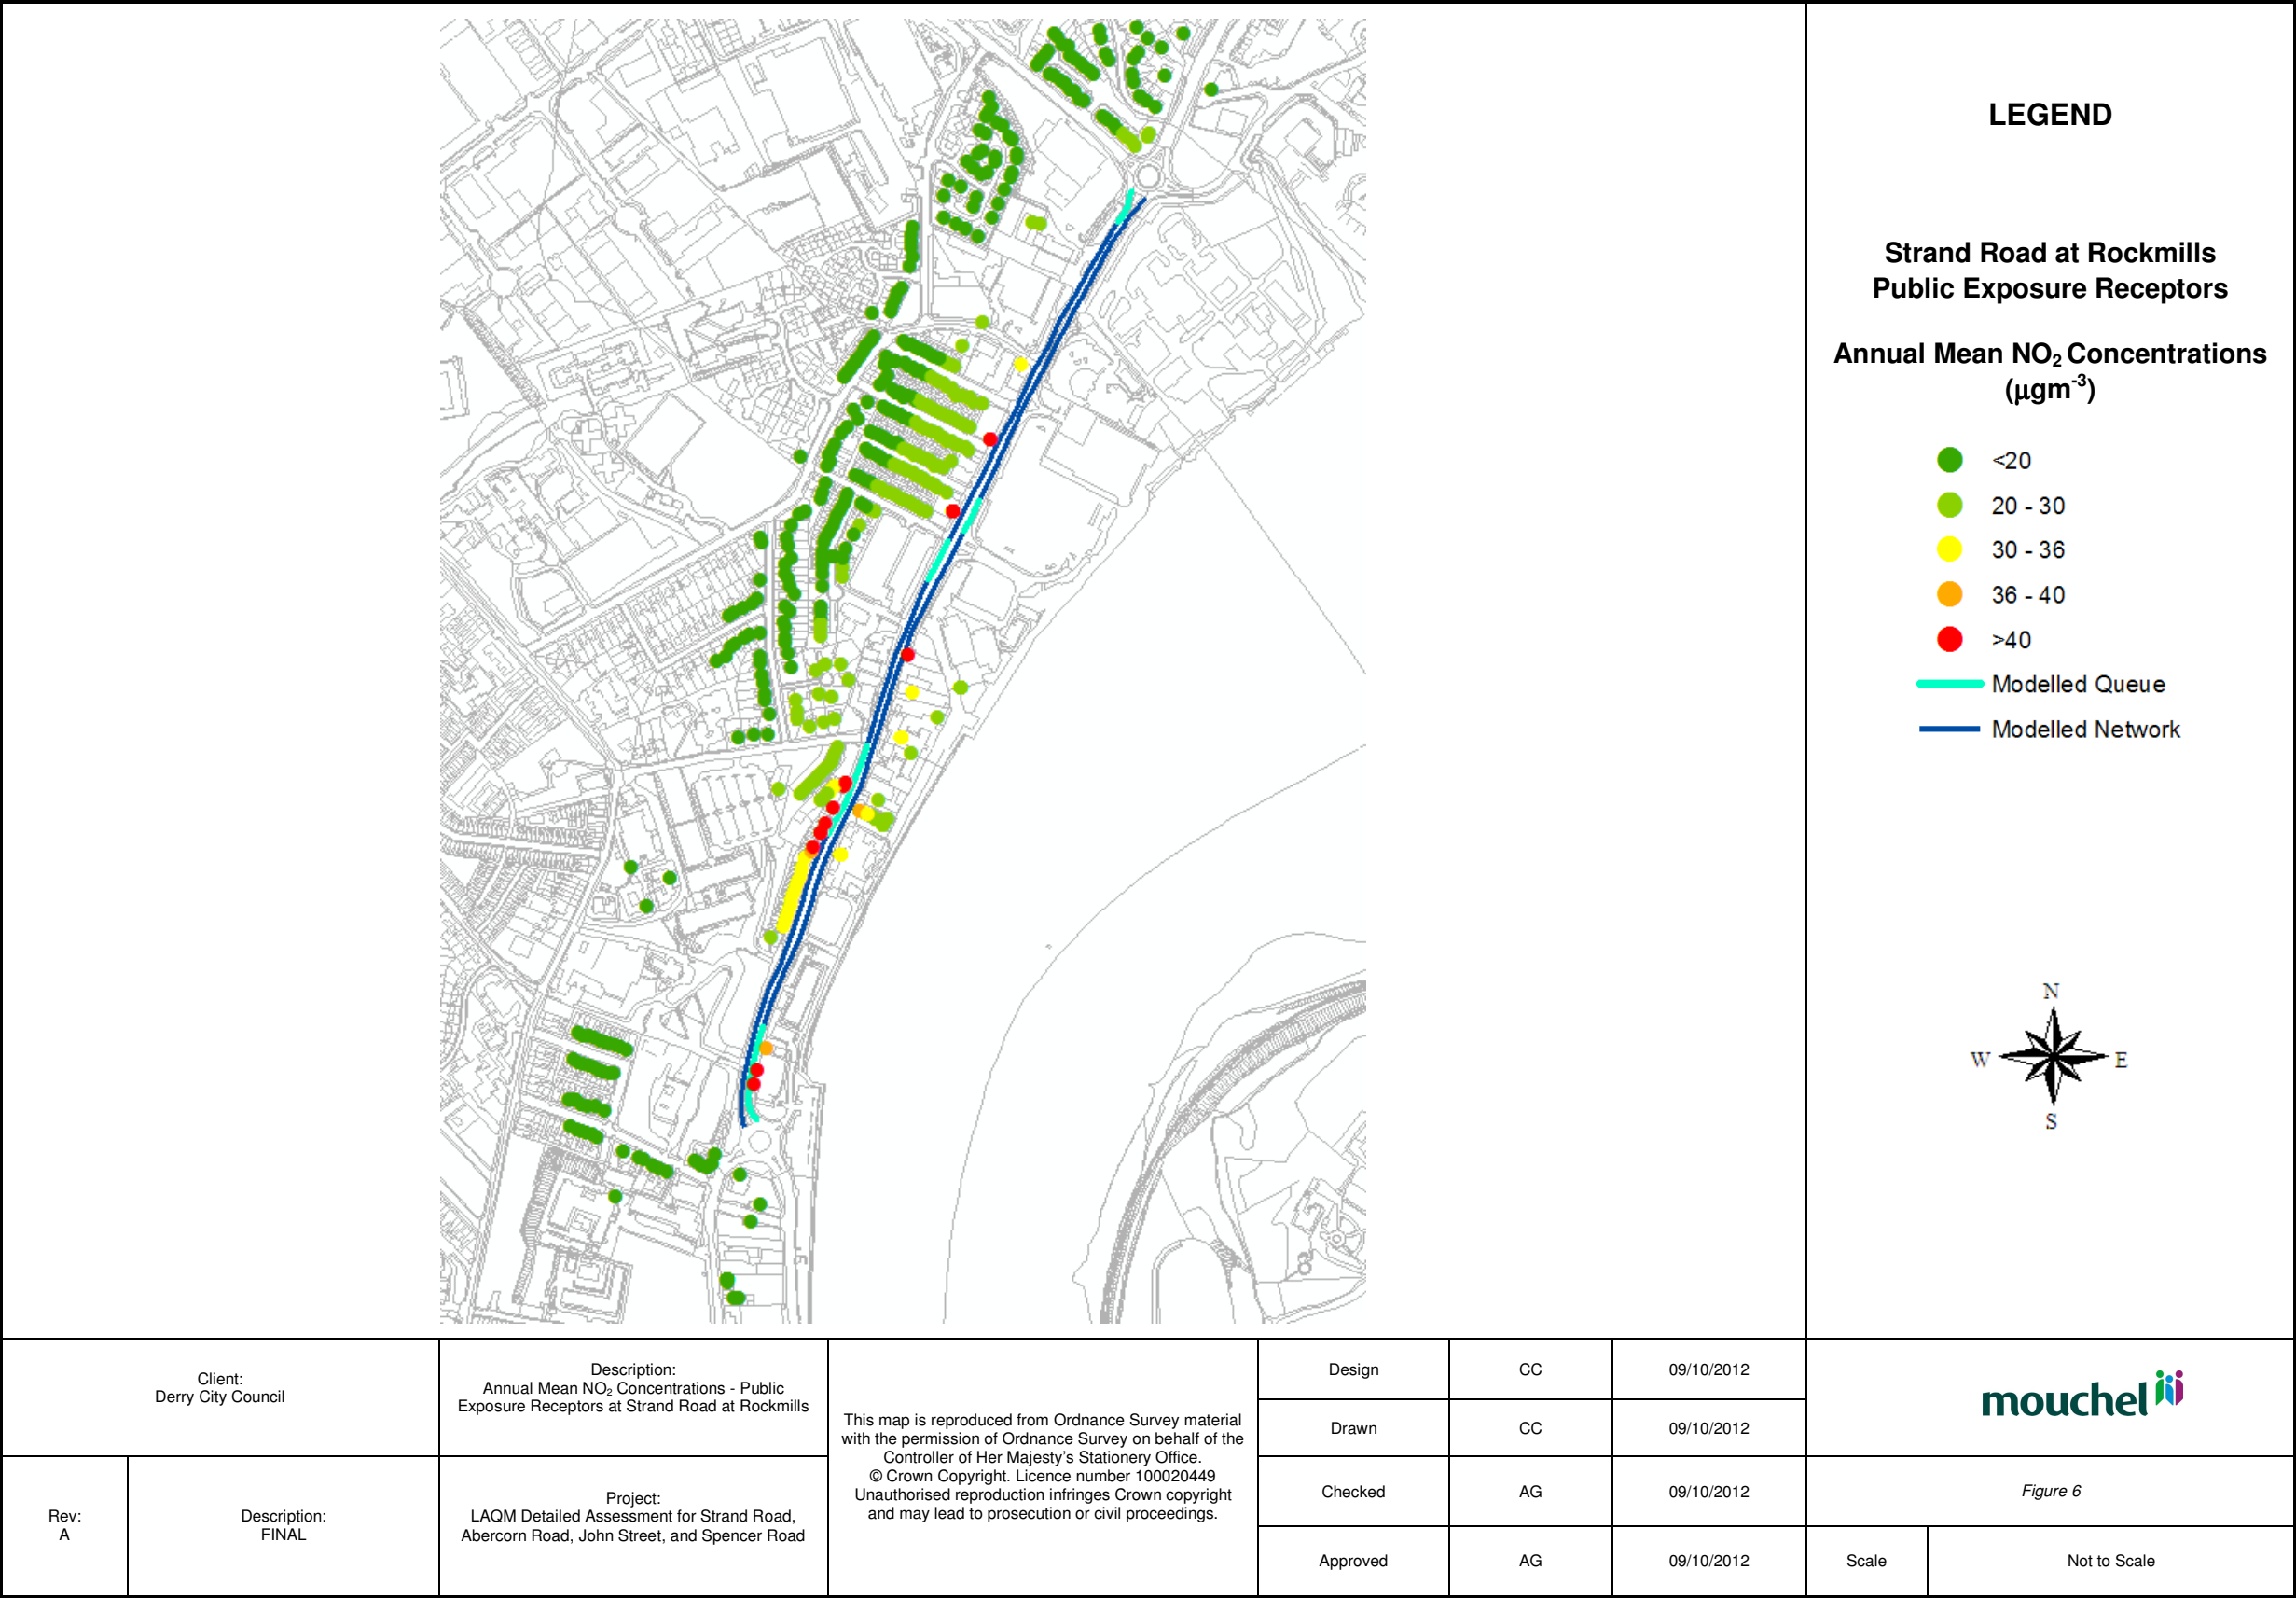 LEGEND
Strand Road at Rockmills
Public Exposure Receptors
Annual Mean NO₂ Concentrations
(µgm⁻³)
<20
20 - 30
30 - 36
36 - 40
>40
Modelled Queue
Modelled Network
N
W
E
S
Client:
Derry City Council
Description:
Annual Mean NO₂ Concentrations - Public
Exposure Receptors at Strand Road at Rockmills
This map is reproduced from Ordnance Survey material
with the permission of Ordnance Survey on behalf of the
Controller of Her Majesty's Stationery Office.
© Crown Copyright. Licence number 100020449
Unauthorised reproduction infringes Crown copyright
and may lead to prosecution or civil proceedings.
Design
CC
09/10/2012
Drawn
CC
09/10/2012
Checked
AG
09/10/2012
Approved
AG
09/10/2012
mouchel
Figure 6
Scale
Not to Scale
Rev:
A
Description:
FINAL
Project:
LAQM Detailed Assessment for Strand Road,
Abercorn Road, John Street, and Spencer Road